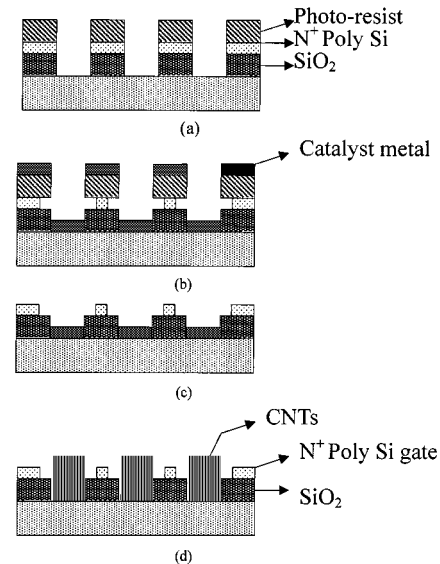 Photo-resist
N⁺ Poly Si
SiO₂
(a)
Catalyst metal
(b)
(c)
CNTs
N⁺ Poly Si gate
SiO₂
(d)